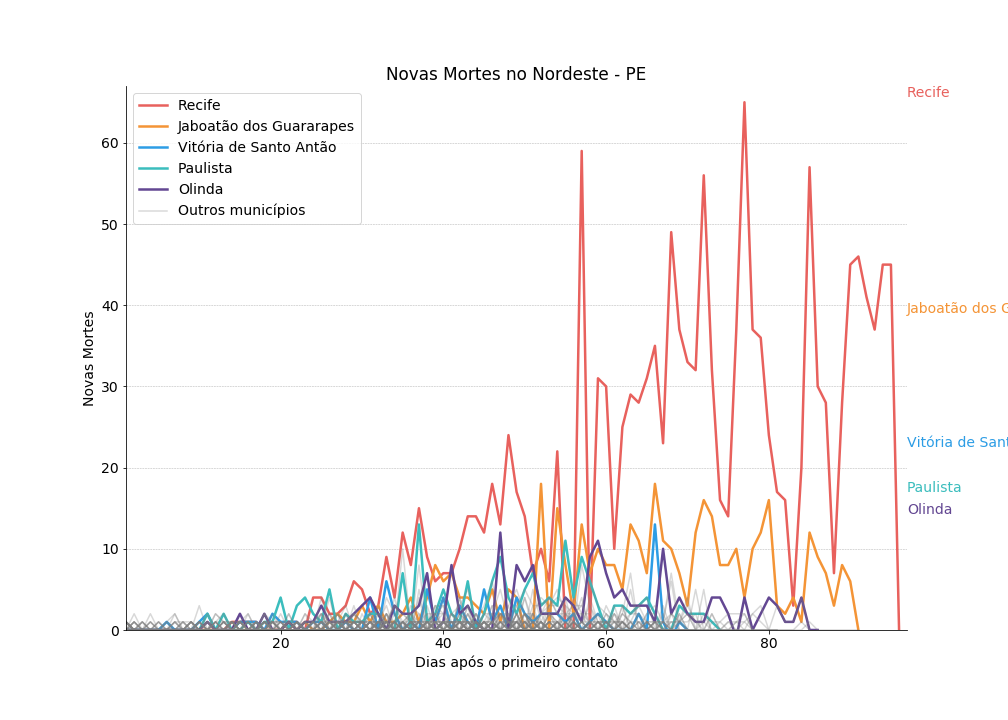 Novas Mortes no Nordeste - PE
Recife
Jaboatão dos Guararapes
Vitória de Santo Antão
Paulista
Olinda
Outros municípios
Recife
Jaboatão dos G
Vitória de Sant
Paulista
Olinda
60
50
40
30
20
10
0
20
40
60
80
Novas Mortes
Dias após o primeiro contato